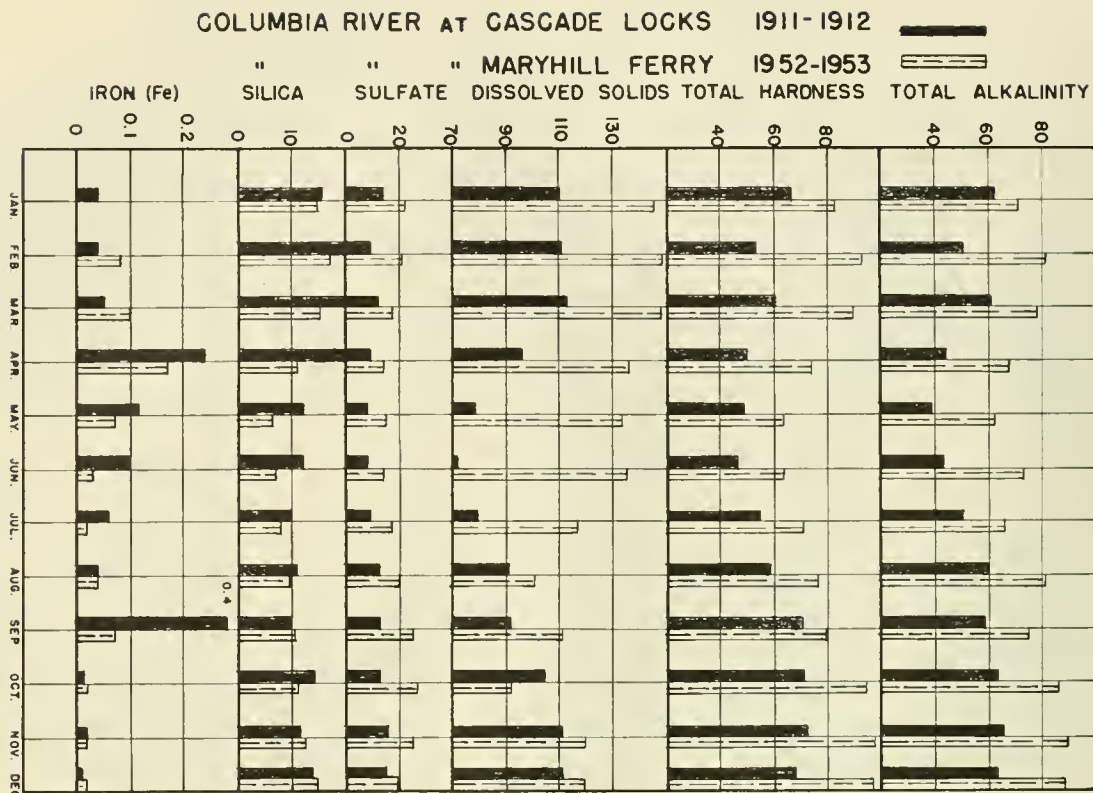 COLUMBIA RIVER AT CASCADE LOCKS 1911-1912
" " " MARYHILL FERRY 1952-1953
IRON (Fe) SILICA SULFATE DISSOLVED SOLIDS TOTAL HARDNESS TOTAL ALKALINITY
0 0.1 0.2 0 10 0 20 70 90 110 130 40 60 80 40 60 80
JAN.
FEB
MAR.
APR.
MAY.
JUN.
JUL.
AUG
0.4
SEP
OCT.
NOV.
DEC